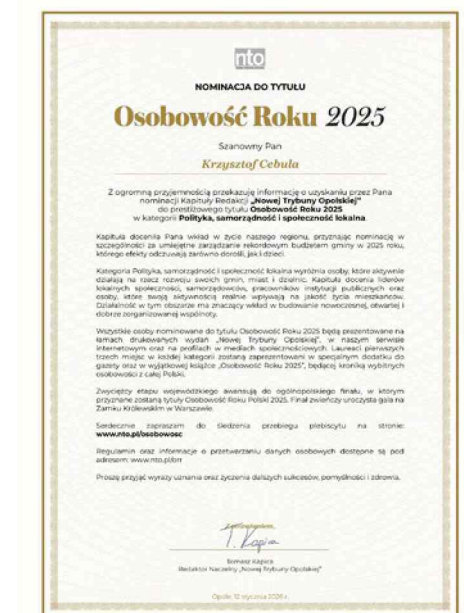 nto
NOMINACJA DO TYTUŁU
Osobowość Roku 2025
Szanowny Pan
Krzysztof Cebula
Z ogromną przyjemnością przekazuję informację o uzyskaniu przez Pana
nominacji Kapituły Redakcji „Nowej Trybuny Opolskiej”
do prestiżowego tytułu Osobowość Roku 2025
w kategorii Polityka, samorządność i społeczność lokalna.
Kapituła doceniła Pana wkład w życie naszego regionu, przyznając nominację w
szczególności za umiejętne zarządzanie rekordowym budżetem gminy w 2025 roku,
którego efekty odczuwają zarówno dorośli, jak i dzieci.
Kategoria Polityka, samorządność i społeczność lokalna wyróżnia osoby, które aktywnie
działają na rzecz rozwoju swoich gmin, miast i dzielnic. Kapituła docenia liderów
lokalnych społeczności, samorządowców, pracowników instytucji publicznych oraz
osoby, które swoją aktywnością realnie wpływają na jakość życia mieszkańców.
Działalność w tym obszarze ma znaczący wkład w budowanie nowoczesnej, otwartej i
dobrze zorganizowanej wspólnoty.
Wszystkie osoby nominowane do tytułu Osobowość Roku 2025 będą prezentowane na
łamach drukowanych wydań „Nowej Trybuny Opolskiej”, w naszym serwisie
internetowym oraz na profilach w mediach społecznościowych. Laureaci pierwszych
trzech miejsc w każdej kategorii zostaną zaprezentowani w specjalnym dodatku do
gazety oraz w wyjątkowej książce „Osobowość Roku 2025”, będącej kroniką wybitnych
osobowości z całej Polski.
Zwycięzcy etapu wojewódzkiego awansują do ogólnopolskiego finału, w którym
przyznane zostaną tytuły Osobowość Roku Polski 2025. Finał zwieńczy uroczysta gala na
Zamku Królewskim w Warszawie.
Serdecznie zapraszam do śledzenia przebiegu plebiscytu na stronie:
www.nto.pl/osobowosc
Regulamin oraz informacje o przetwarzaniu danych osobowych dostępne są pod
adresem: www.nto.pl/orr
Proszę przyjąć wyrazy uznania oraz życzenia dalszych sukcesów, pomyślności i zdrowia.
T. Kapica
Tomasz Kapica
Redaktor Naczelny „Nowej Trybuny Opolskiej”
Opole, 12 stycznia 2026 r.